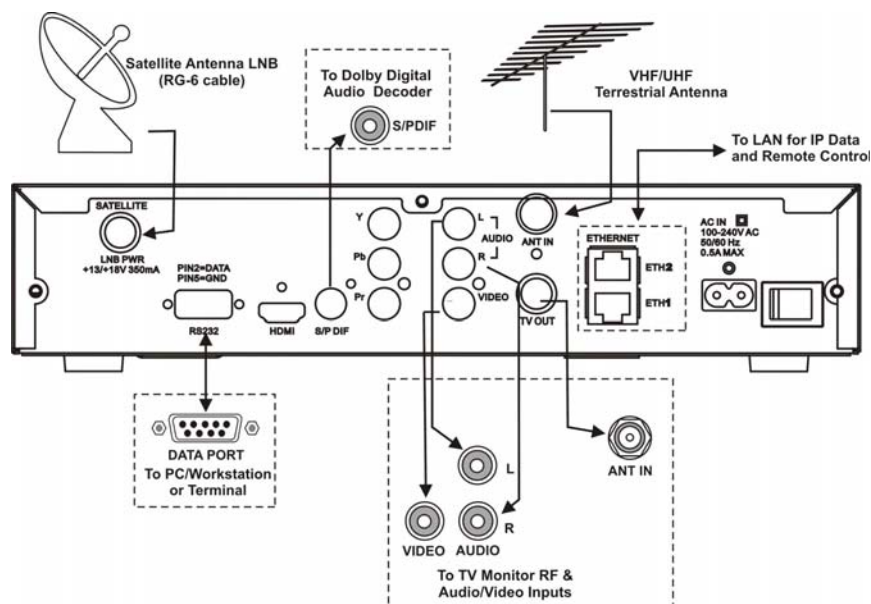 Satellite Antenna LNB
(RG-6 cable)
To Dolby Digital
Audio Decoder
S/PDIF
VHF/UHF
Terrestrial Antenna
To LAN for IP Data
and Remote Control
SATELLITE
LNB PWR
+13/+18V 350mA
PIN2=DATA
PIN5=GND
RS232
HDMI
S/P DIF
Y
Pb
Pr
L
AUDIO
R
VIDEO
ANT IN
TV OUT
ETHERNET
ETH2
ETH1
AC IN
100-240V AC
50/60 Hz
0.5A MAX
DATA PORT
To PC/Workstation
or Terminal
L
R
VIDEO
AUDIO
ANT IN
To TV Monitor RF &
Audio/Video Inputs